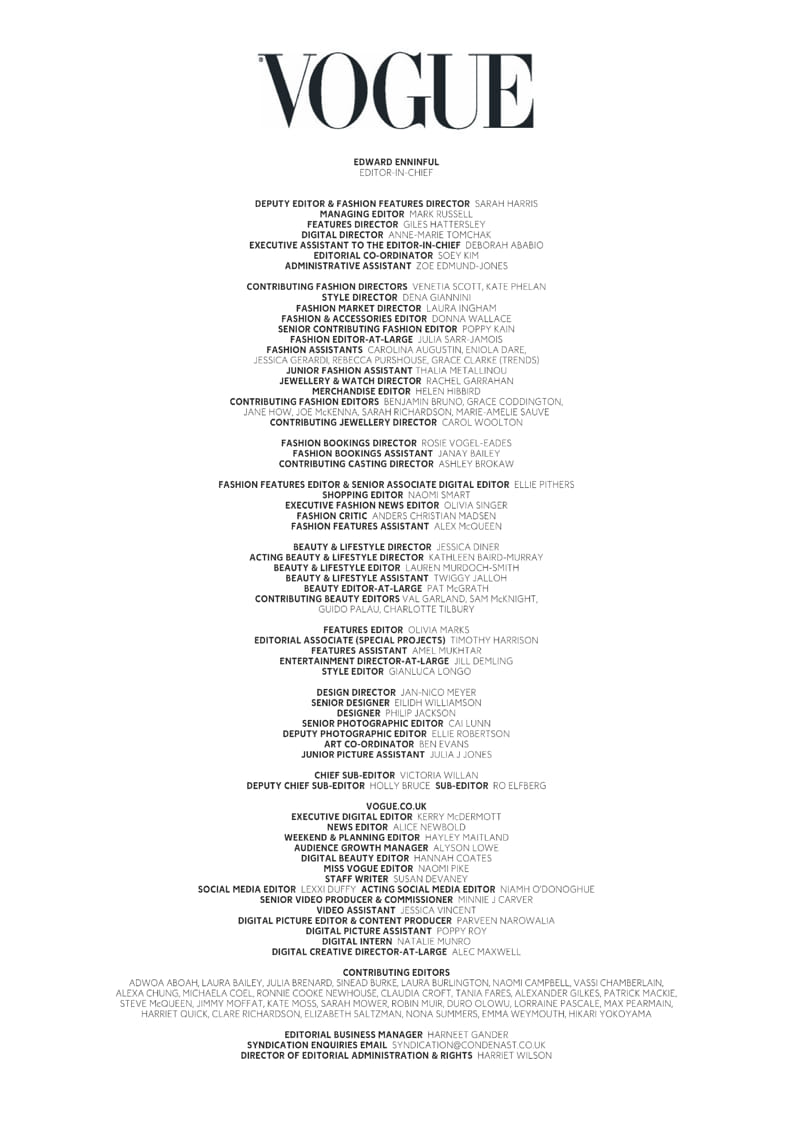 VOGUE
EDWARD ENNINFUL
EDITOR-IN-CHIEF
DEPUTY EDITOR & FASHION FEATURES DIRECTOR SARAH HARRIS
MANAGING EDITOR MARK RUSSELL
FEATURES DIRECTOR GILES HATTERSLEY
DIGITAL DIRECTOR ANNE-MARIE TOMCHAK
EXECUTIVE ASSISTANT TO THE EDITOR-IN-CHIEF DEBORAH ABABIO
EDITORIAL CO-ORDINATOR SOEY KIM
ADMINISTRATIVE ASSISTANT ZOE EDMUND-JONES
CONTRIBUTING FASHION DIRECTORS VENETIA SCOTT, KATE PHELAN
STYLE DIRECTOR DENA GIANNINI
FASHION MARKET DIRECTOR LAURA INGHAM
FASHION & ACCESSORIES EDITOR DONNA WALLACE
SENIOR CONTRIBUTING FASHION EDITOR POPPY KAIN
FASHION EDITOR-AT-LARGE JULIA SARR-JAMOIS
FASHION ASSISTANTS CAROLINA AUGUSTIN, ENIOLA DARE,
JESSICA GERARDI, REBECCA PURSHOUSE, GRACE CLARKE (TRENDS)
JUNIOR FASHION ASSISTANT THALIA METALLINOU
JEWELLERY & WATCH DIRECTOR RACHEL GARRAHAN
MERCHANDISE EDITOR HELEN HIBBIRD
CONTRIBUTING FASHION EDITORS BENJAMIN BRUNO, GRACE CODDINGTON,
JANE HOW, JOE McKENNA, SARAH RICHARDSON, MARIE-AMELIE SAUVE
CONTRIBUTING JEWELLERY DIRECTOR CAROL WOOLTON
FASHION BOOKINGS DIRECTOR ROSIE VOGEL-EADES
FASHION BOOKINGS ASSISTANT JANAY BAILEY
CONTRIBUTING CASTING DIRECTOR ASHLEY BROKAW
FASHION FEATURES EDITOR & SENIOR ASSOCIATE DIGITAL EDITOR ELLIE PITHERS
SHOPPING EDITOR NAOMI SMART
EXECUTIVE FASHION NEWS EDITOR OLIVIA SINGER
FASHION CRITIC ANDERS CHRISTIAN MADSEN
FASHION FEATURES ASSISTANT ALEX McQUEEN
BEAUTY & LIFESTYLE DIRECTOR JESSICA DINER
ACTING BEAUTY & LIFESTYLE DIRECTOR KATHLEEN BAIRD-MURRAY
BEAUTY & LIFESTYLE EDITOR LAUREN MURDOCH-SMITH
BEAUTY & LIFESTYLE ASSISTANT TWIGGY JALLOH
BEAUTY EDITOR-AT-LARGE PAT McGRATH
CONTRIBUTING BEAUTY EDITORS VAL GARLAND, SAM McKNIGHT,
GUIDO PALAU, CHARLOTTE TILBURY
FEATURES EDITOR OLIVIA MARKS
EDITORIAL ASSOCIATE (SPECIAL PROJECTS) TIMOTHY HARRISON
FEATURES ASSISTANT AMEL MUKHTAR
ENTERTAINMENT DIRECTOR-AT-LARGE JILL DEMLING
STYLE EDITOR GIANLUCA LONGO
DESIGN DIRECTOR JAN-NICO MEYER
SENIOR DESIGNER EILIDH WILLIAMSON
DESIGNER PHILIP JACKSON
SENIOR PHOTOGRAPHIC EDITOR CAI LUNN
DEPUTY PHOTOGRAPHIC EDITOR ELLIE ROBERTSON
ART CO-ORDINATOR BEN EVANS
JUNIOR PICTURE ASSISTANT JULIA J JONES
CHIEF SUB-EDITOR VICTORIA WILLAN
DEPUTY CHIEF SUB-EDITOR HOLLY BRUCE SUB-EDITOR RO ELFBERG
VOGUE.CO.UK
EXECUTIVE DIGITAL EDITOR KERRY McDERMOTT
NEWS EDITOR ALICE NEWBOLD
WEEKEND & PLANNING EDITOR HAYLEY MAITLAND
AUDIENCE GROWTH MANAGER ALYSON LOWE
DIGITAL BEAUTY EDITOR HANNAH COATES
MISS VOGUE EDITOR NAOMI PIKE
STAFF WRITER SUSAN DEVANEY
SOCIAL MEDIA EDITOR LEXXI DUFFY ACTING SOCIAL MEDIA EDITOR NIAMH O'DONOGHUE
SENIOR VIDEO PRODUCER & COMMISSIONER MINNIE J CARVER
VIDEO ASSISTANT JESSICA VINCENT
DIGITAL PICTURE EDITOR & CONTENT PRODUCER PARVEEN NAROWALIA
DIGITAL PICTURE ASSISTANT POPPY ROY
DIGITAL INTERN NATALIE MUNRO
DIGITAL CREATIVE DIRECTOR-AT-LARGE ALEC MAXWELL
CONTRIBUTING EDITORS
ADWOA ABOAH, LAURA BAILEY, JULIA BRENARD, SINEAD BURKE, LAURA BURLINGTON, NAOMI CAMPBELL, VASSI CHAMBERLAIN,
ALEXA CHUNG, MICHAELA COEL, RONNIE COOKE NEWHOUSE, CLAUDIA CROFT, TANIA FARES, ALEXANDER GILKES, PATRICK MACKIE,
STEVE McQUEEN, JIMMY MOFFAT, KATE MOSS, SARAH MOWER, ROBIN MUIR, DURO OLOWU, LORRAINE PASCALE, MAX PEARMAIN,
HARRIET QUICK, CLARE RICHARDSON, ELIZABETH SALTZMAN, NONA SUMMERS, EMMA WEYMOUTH, HIKARI YOKOYAMA
EDITORIAL BUSINESS MANAGER HARNEET GANDER
SYNDICATION ENQUIRIES EMAIL SYNDICATION@CONDENAST.CO.UK
DIRECTOR OF EDITORIAL ADMINISTRATION & RIGHTS HARRIET WILSON